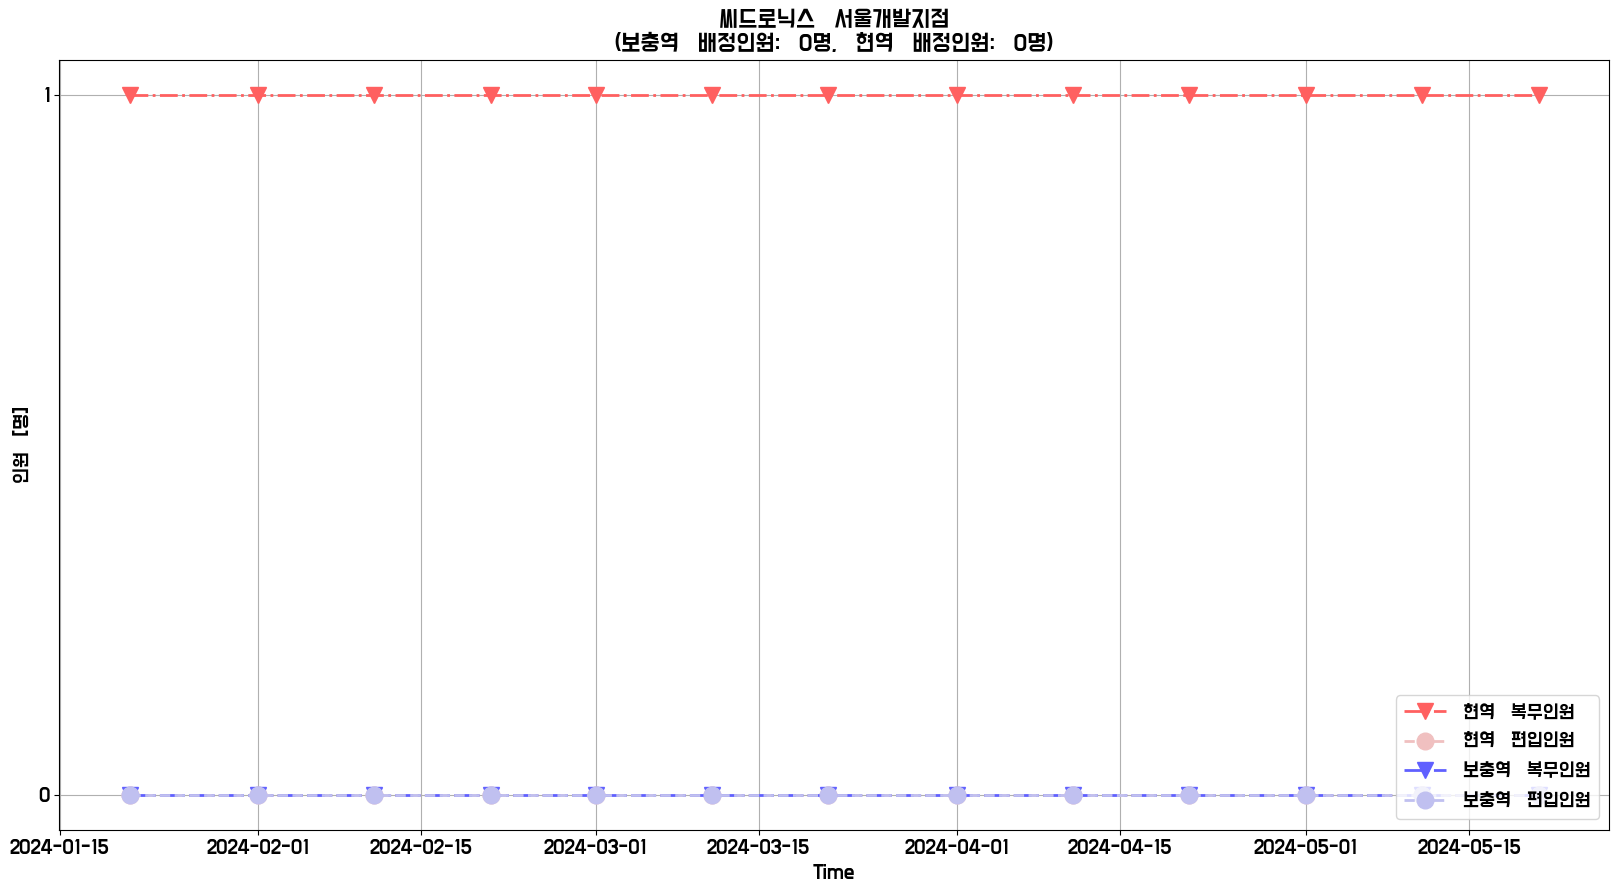 씨드로닉스 서울개발지점
(보충역 배정인원: 0명, 현역 배정인원: 0명)
1
인원 [명]
0
현역 복무인원
현역 편입인원
보충역 복무인원
보충역 편입인원
2024-01-15 2024-02-01 2024-02-15 2024-03-01 2024-03-15 2024-04-01 2024-04-15 2024-05-01 2024-05-15
Time